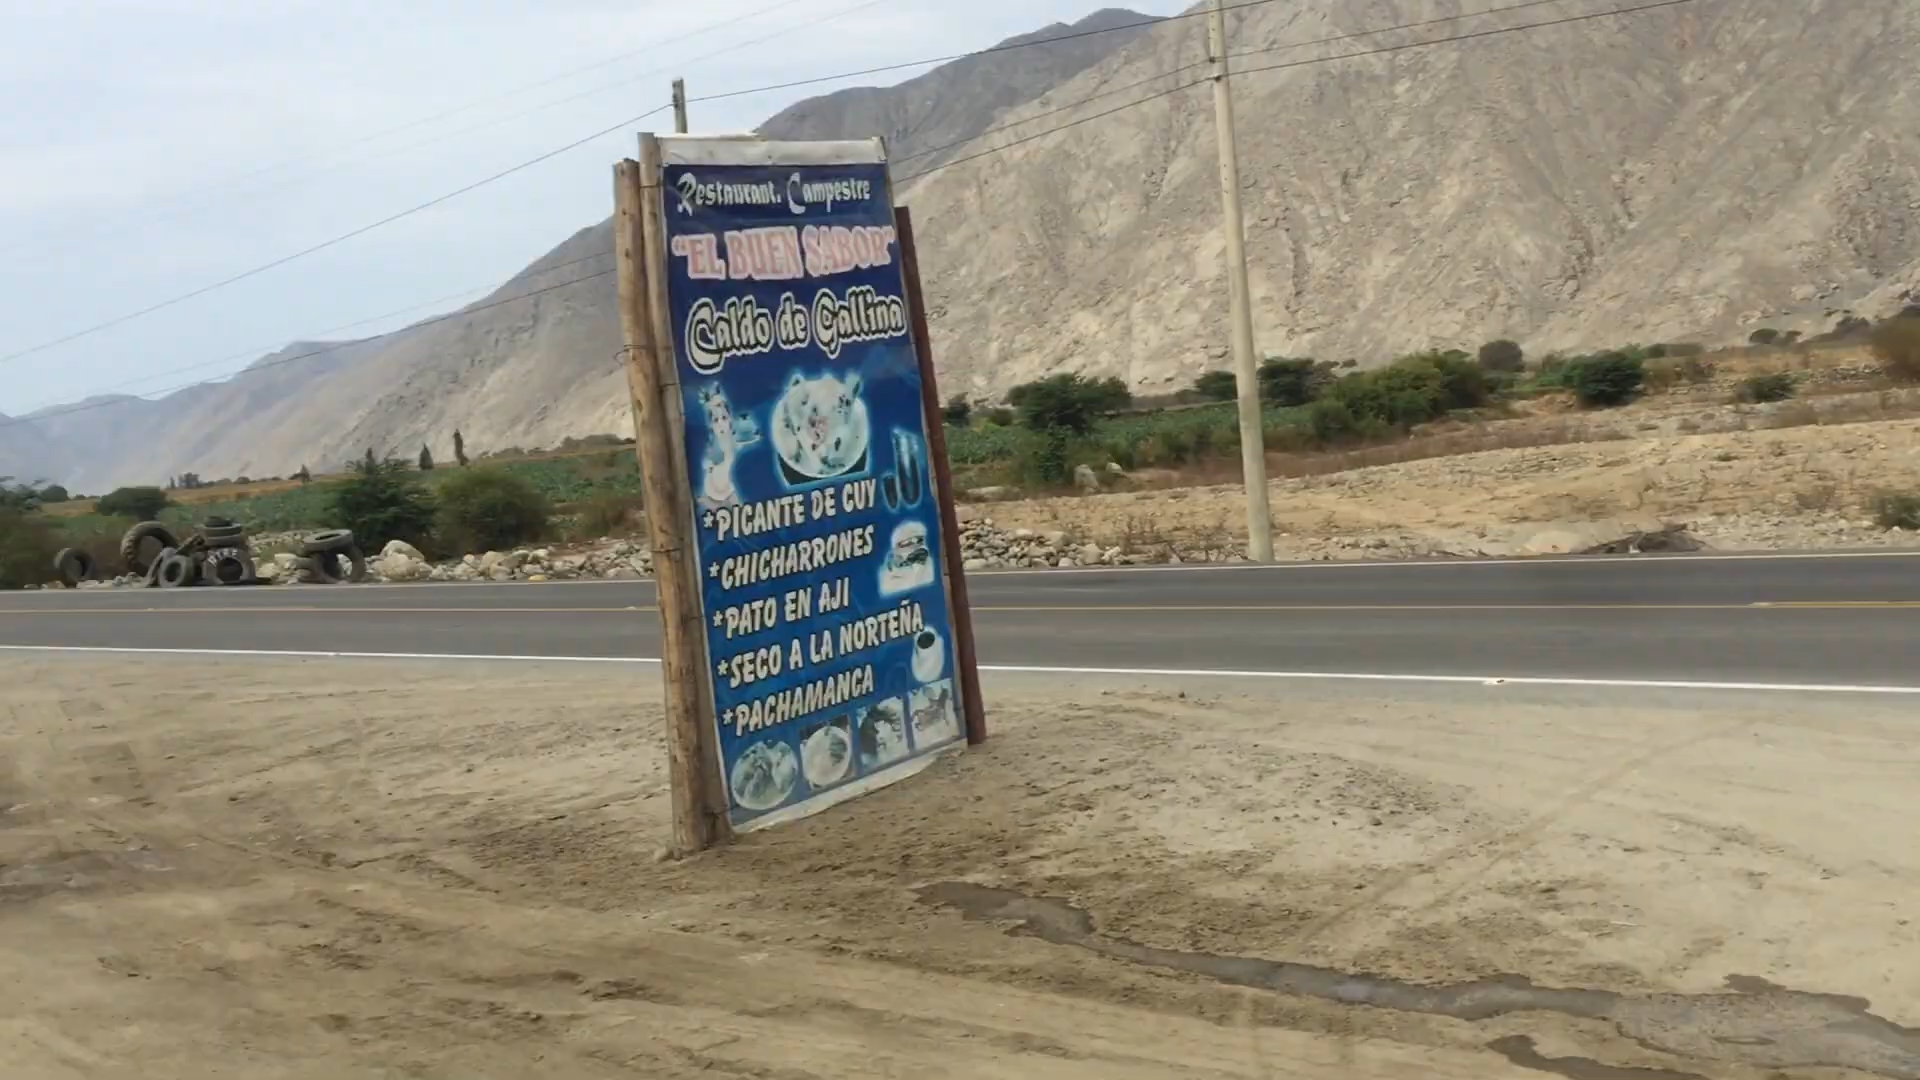 Restaurant. Campestre
"EL BUEN SABOR"
Caldo de Gallina
*PICANTE DE CUY
*CHICHARRONES
*PATO EN AJI
*SECO A LA NORTEÑA
*PACHAMANCA